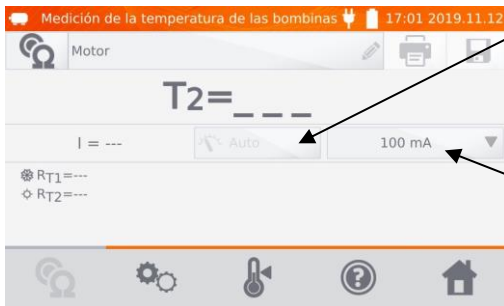 Medición de la temperatura de las bombinas 17:01 2019.11.12
Motor
T2=_ _ _
I = --- Auto 100 mA
RT1=---
RT2=---